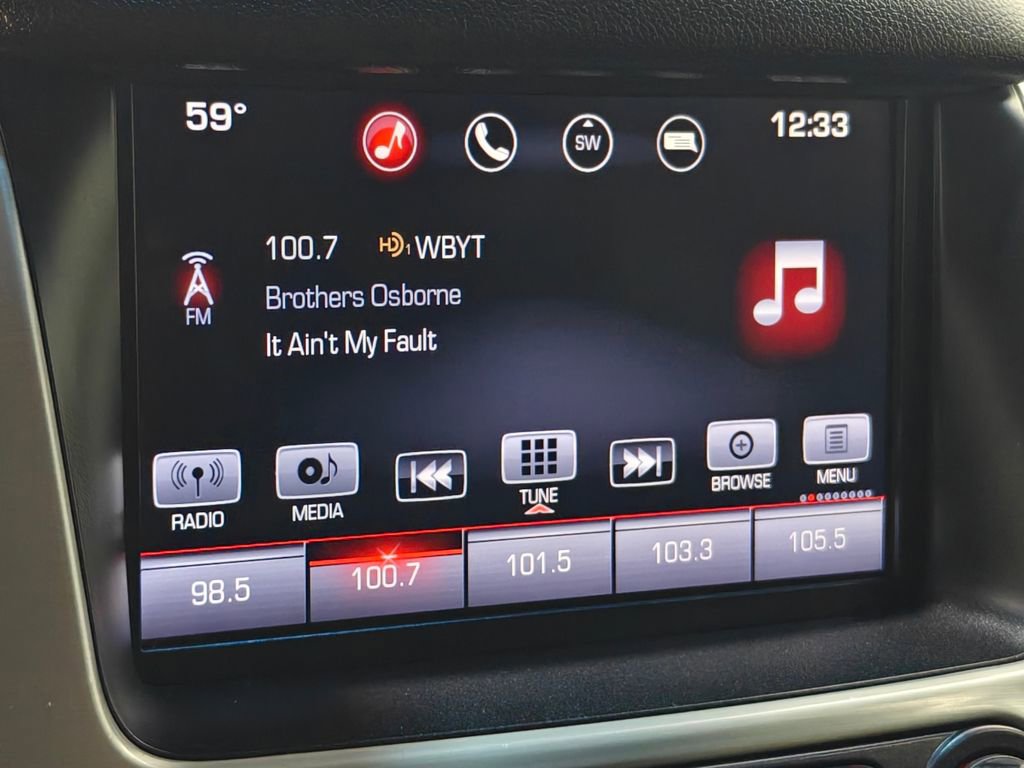 59°
SW
12:33
100.7 HD1 WBYT
Brothers Osborne
It Ain't My Fault
FM
RADIO
MEDIA
TUNE
BROWSE
MENU
98.5
100.7
101.5
103.3
105.5